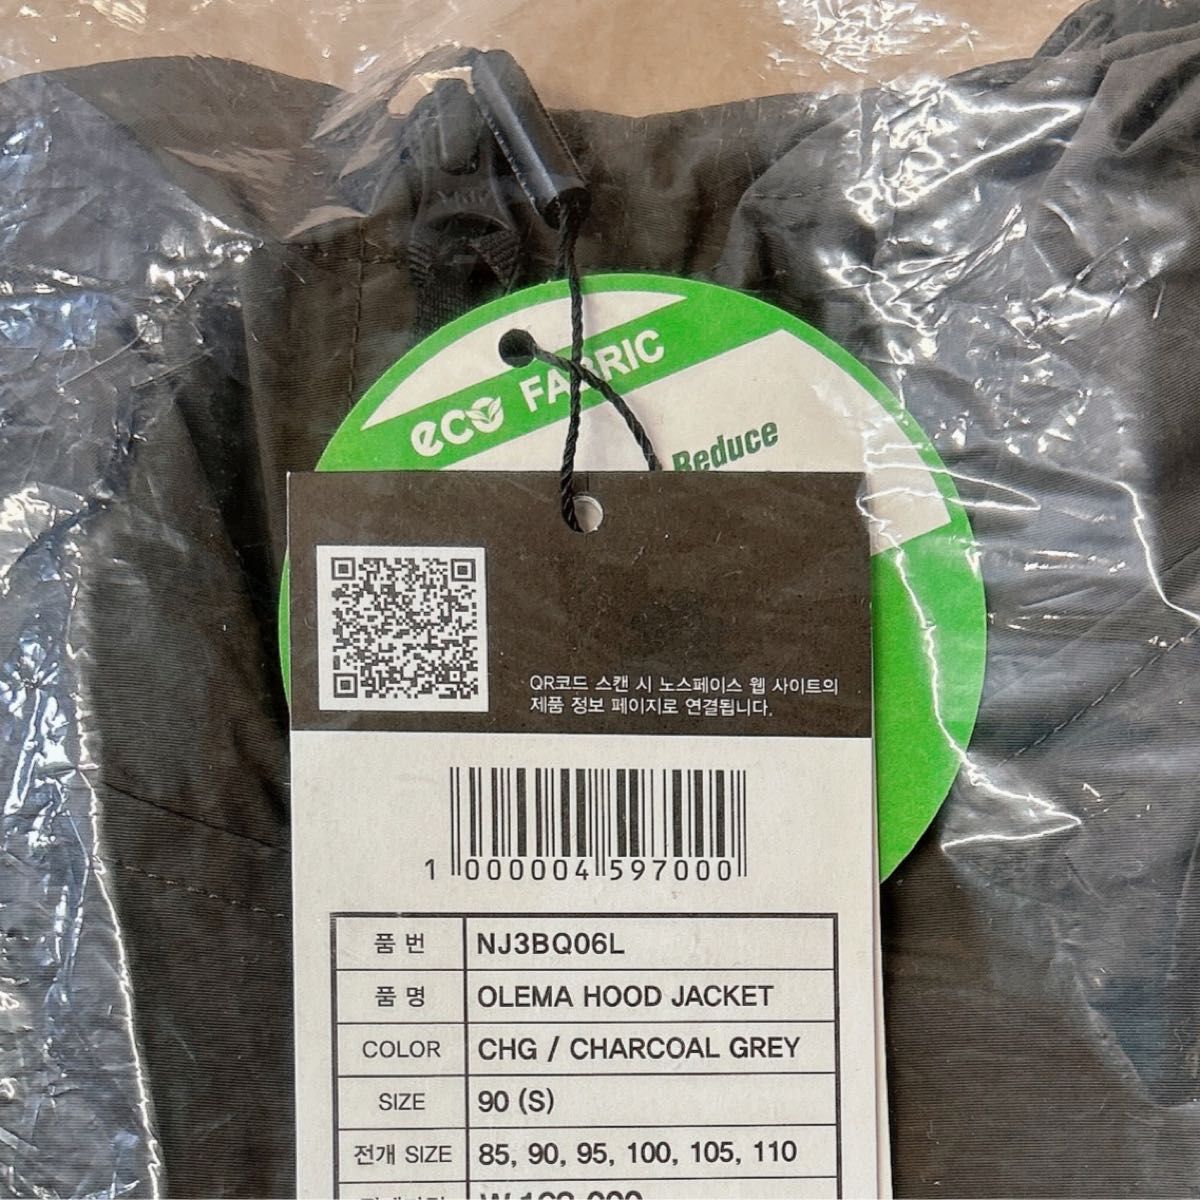 eco FABRIC
Reduce
QR코드 스캔 시 노스페이스 웹 사이트의
제품 정보 페이지로 연결됩니다.
1 000004 597000
품 번 NJ3BQ06L
품 명 OLEMA HOOD JACKET
COLOR CHG / CHARCOAL GREY
SIZE 90 (S)
전개 SIZE 85, 90, 95, 100, 105, 110